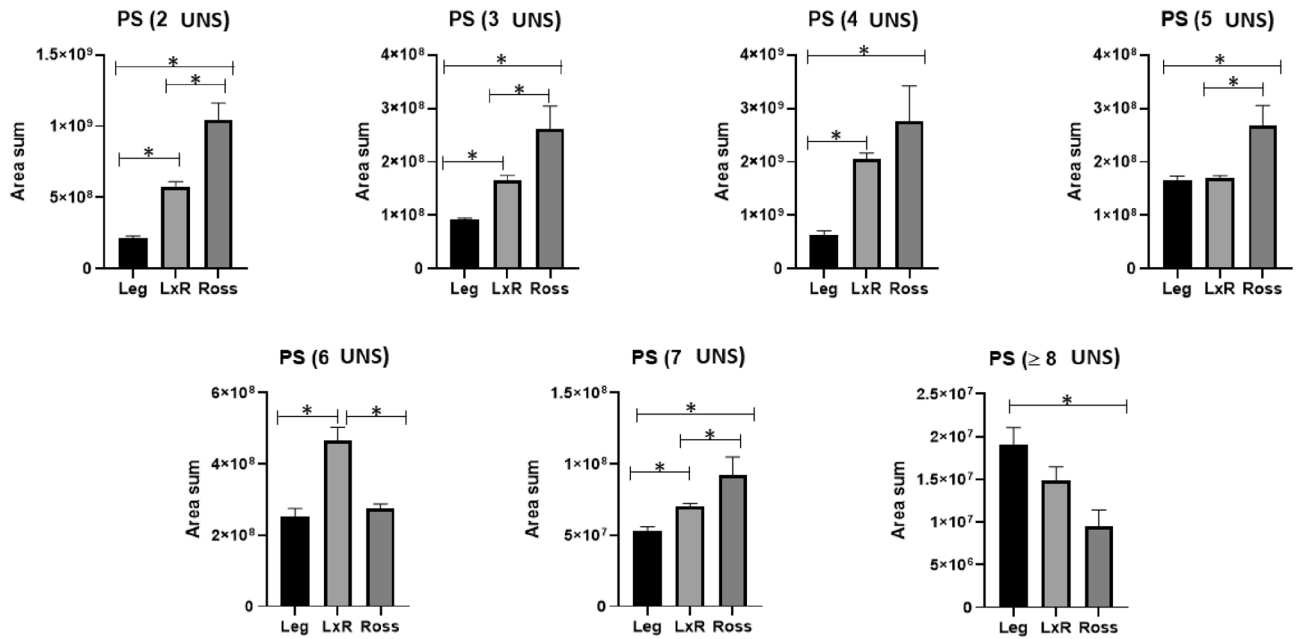 PS (2 UNS)
Area sum
1.5×10⁹
1×10⁹
5×10⁸
0
*
*
*
Leg LxR Ross
PS (3 UNS)
Area sum
4×10⁸
3×10⁸
2×10⁸
1×10⁸
0
*
*
*
Leg LxR Ross
PS (4 UNS)
Area sum
4×10⁹
3×10⁹
2×10⁹
1×10⁹
0
*
*
Leg LxR Ross
PS (5 UNS)
Area sum
4×10⁸
3×10⁸
2×10⁸
1×10⁸
0
*
*
Leg LxR Ross
PS (6 UNS)
Area sum
6×10⁸
4×10⁸
2×10⁸
0
* *
Leg LxR Ross
PS (7 UNS)
Area sum
1.5×10⁸
1×10⁸
5×10⁷
0
*
*
*
Leg LxR Ross
PS (≥ 8 UNS)
Area sum
2.5×10⁷
2×10⁷
1.5×10⁷
1×10⁷
5×10⁶
0
*
Leg LxR Ross